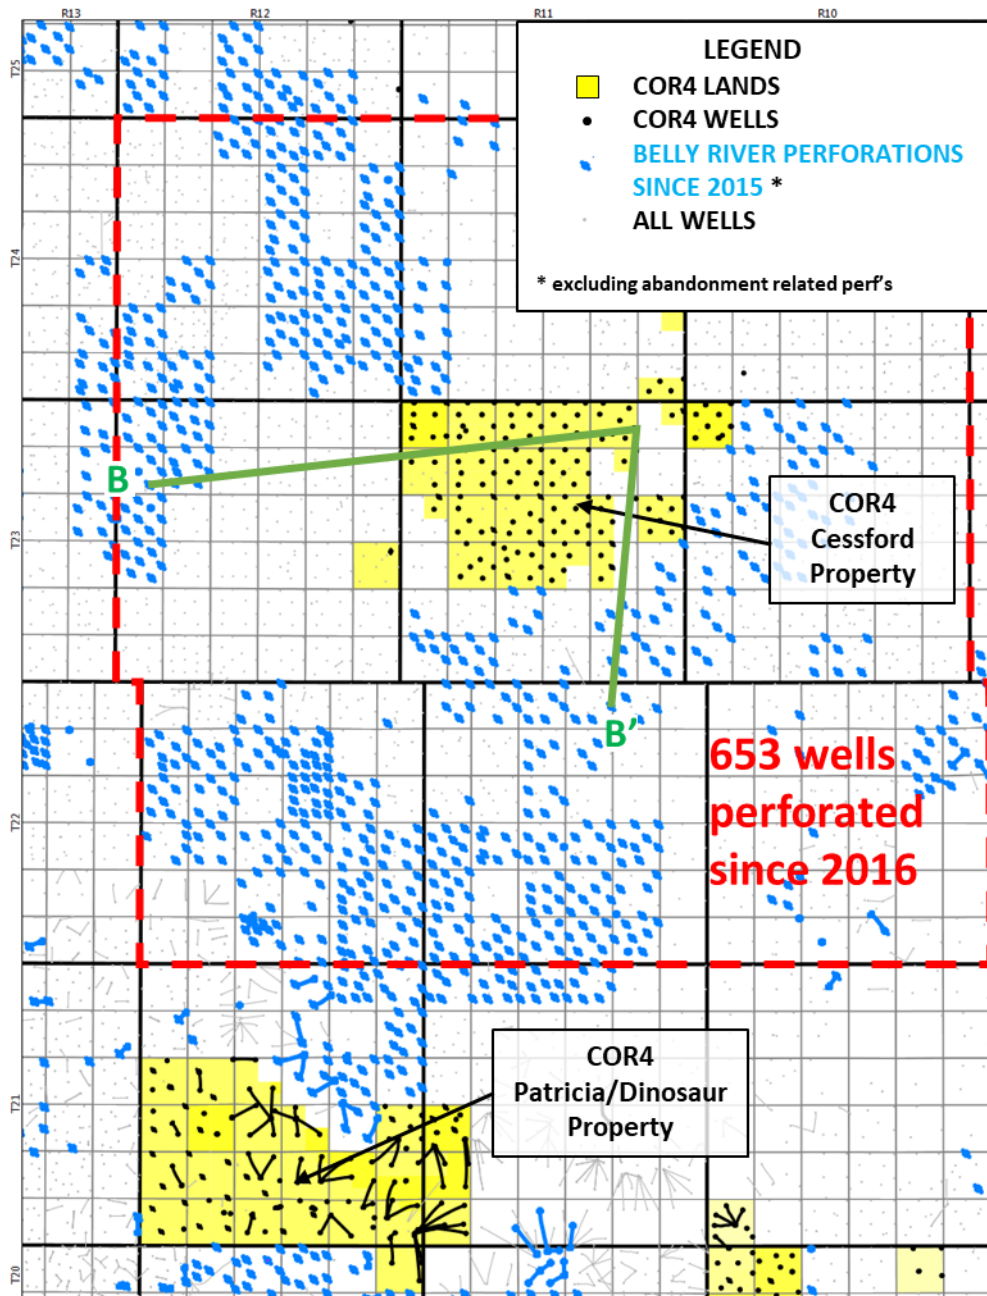 R13
R12
R11
R10
LEGEND
COR4 LANDS
COR4 WELLS
BELLY RIVER PERFORATIONS
SINCE 2015 *
ALL WELLS
* excluding abandonment related perf's
T25
T24
B
COR4
Cessford
Property
T23
B’
653 wells
perforated
since 2016
T22
COR4
Patricia/Dinosaur
Property
T21
T20